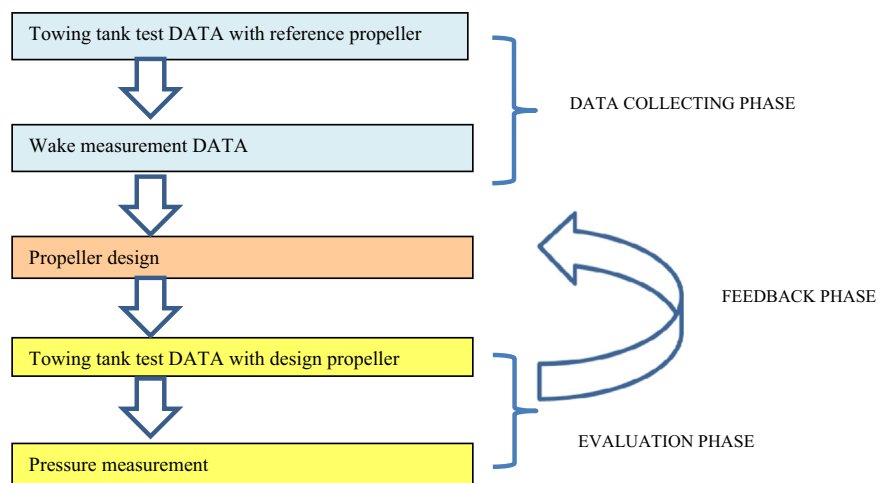 Towing tank test DATA with reference propeller
DATA COLLECTING PHASE
Wake measurement DATA
Propeller design
FEEDBACK PHASE
Towing tank test DATA with design propeller
EVALUATION PHASE
Pressure measurement